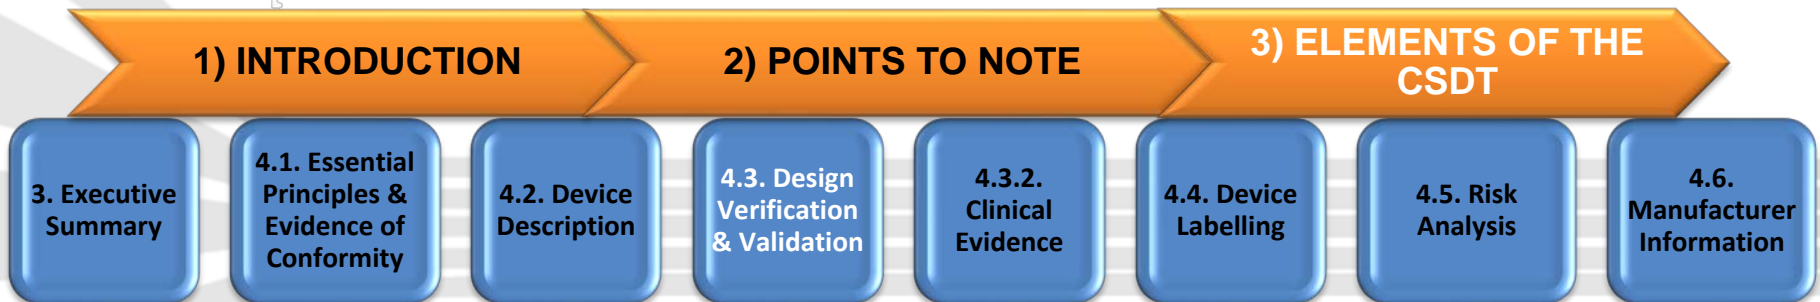 1) INTRODUCTION
2) POINTS TO NOTE
3) ELEMENTS OF THE
CSDT
3. Executive
Summary
4.1. Essential
Principles &
Evidence of
Conformity
4.2. Device
Description
4.3. Design
Verification
& Validation
4.3.2.
Clinical
Evidence
4.4. Device
Labelling
4.5. Risk
Analysis
4.6.
Manufacturer
Information